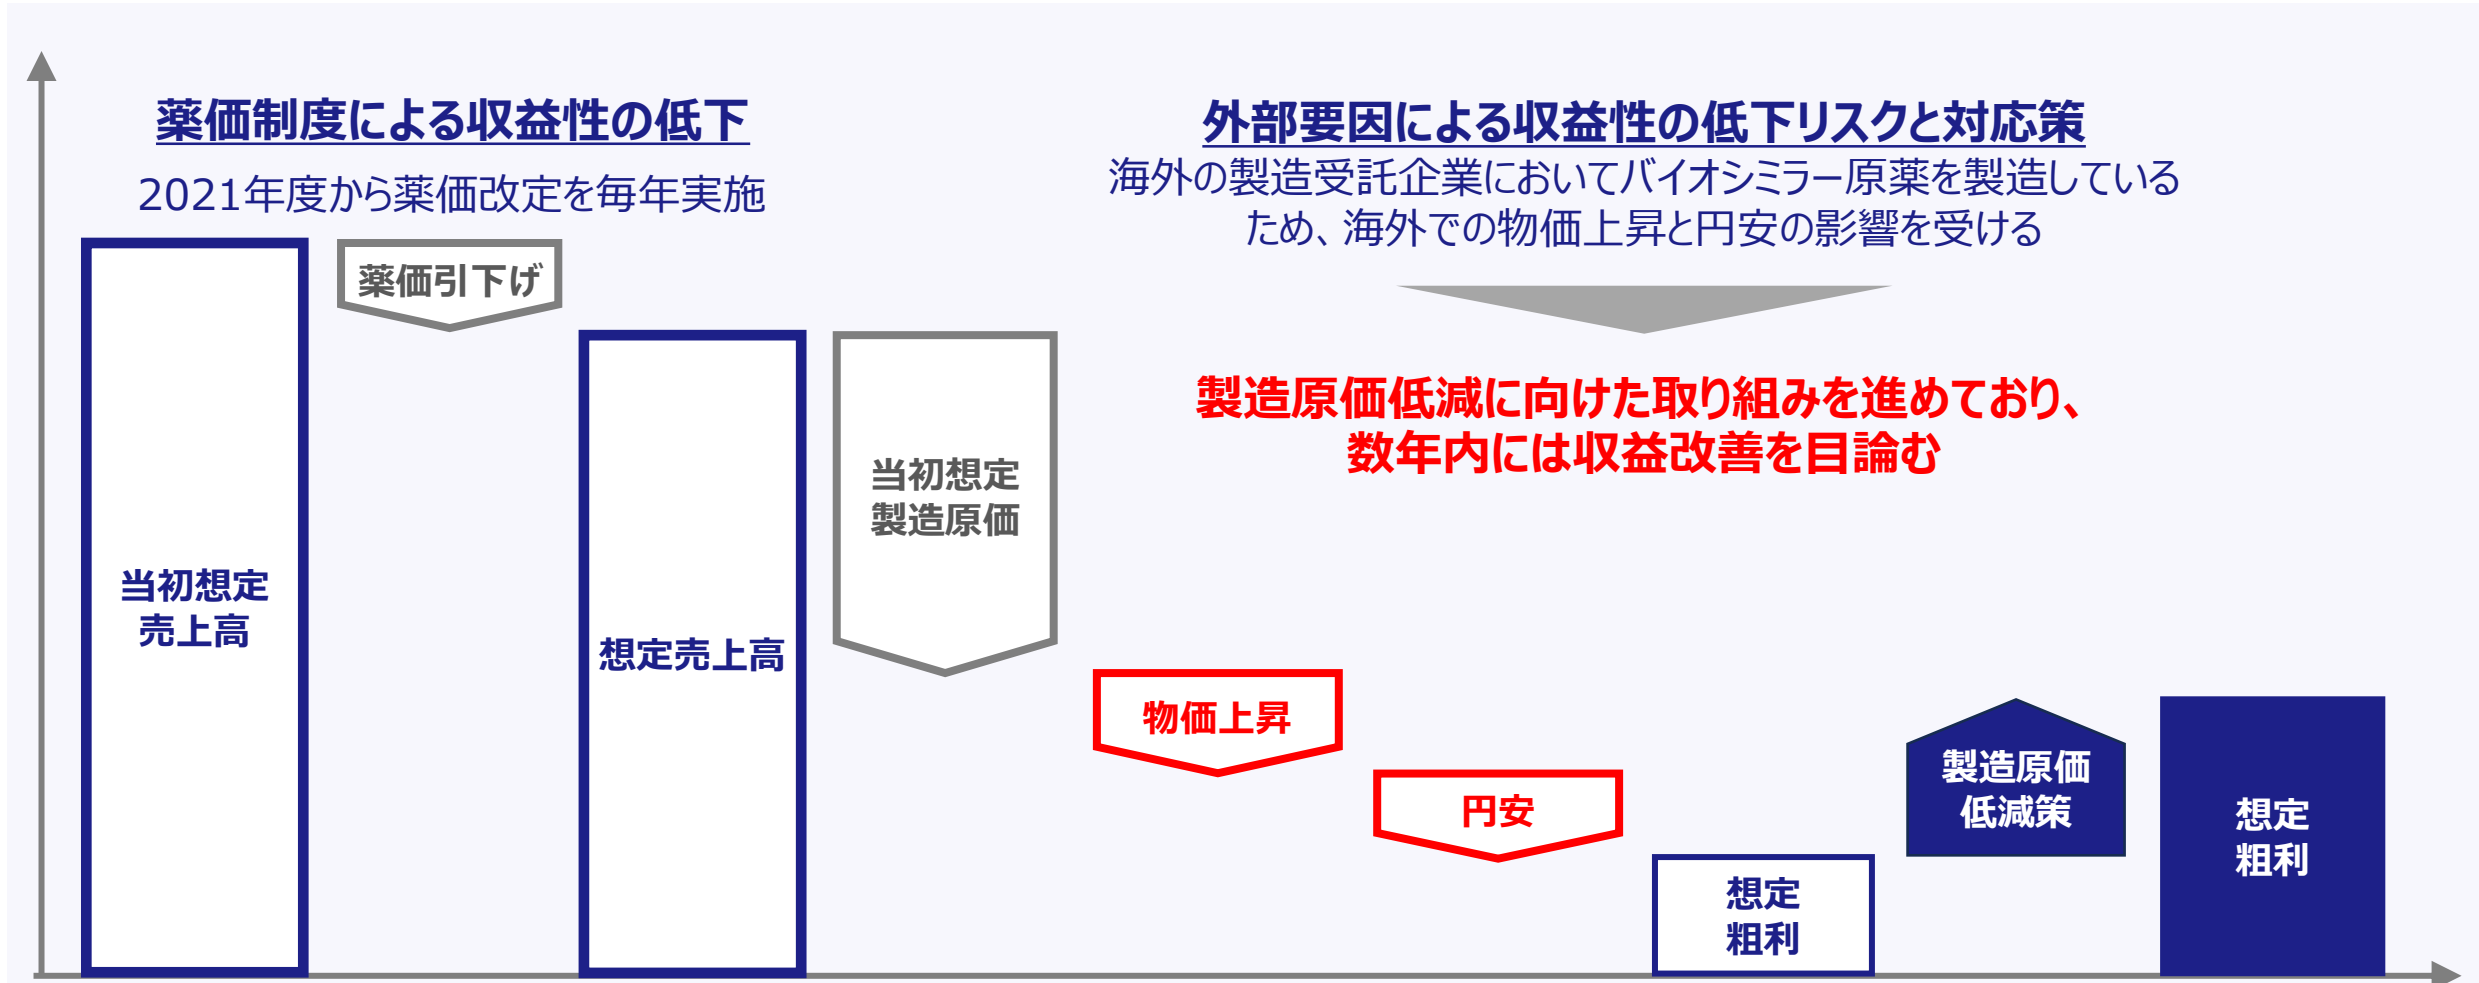 薬価制度による収益性の低下
2021年度から薬価改定を毎年実施
外部要因による収益性の低下リスクと対応策
海外の製造受託企業においてバイオシミラー原薬を製造している
ため、海外での物価上昇と円安の影響を受ける
製造原価低減に向けた取り組みを進めており、
数年内には収益改善を目論む
当初想定
売上高
薬価引下げ
想定売上高
当初想定
製造原価
物価上昇
円安
想定
粗利
製造原価
低減策
想定
粗利